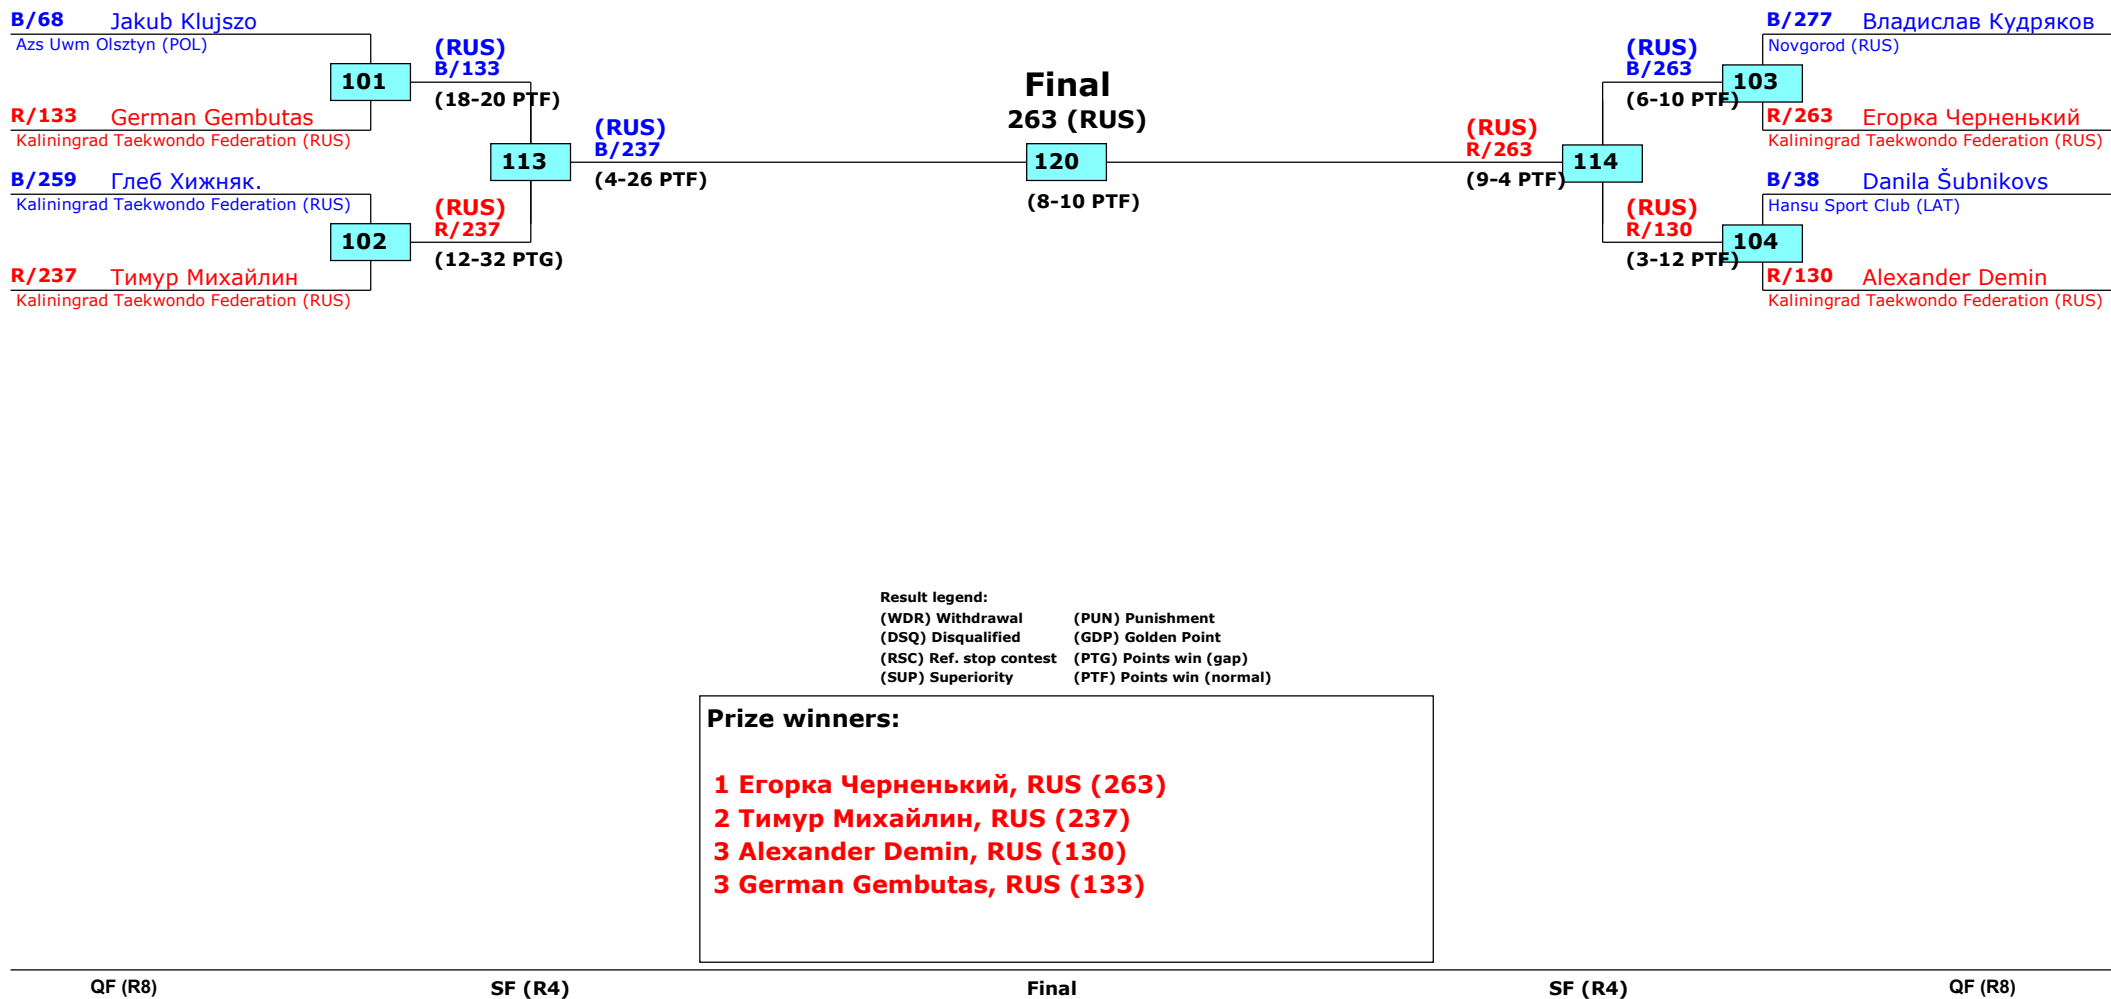 B/68 Jakub Klujszo
Azs Uwm Olsztyn (POL)
101
R/133 German Gembutas
Kaliningrad Taekwondo Federation (RUS)
B/259 Глеб Хижняк.
Kaliningrad Taekwondo Federation (RUS)
102
R/237 Тимур Михайлин
Kaliningrad Taekwondo Federation (RUS)
(RUS)
B/133
(18-20 PTF)
113
(RUS)
R/237
(12-32 PTG)
(RUS)
B/237
(4-26 PTF)
Final
263 (RUS)
120
(8-10 PTF)
(RUS)
R/263
(9-4 PTF)
114
(RUS)
B/263
(6-10 PTF)
(RUS)
R/130
(3-12 PTF)
B/277 Владислав Кудряков
Novgorod (RUS)
103
R/263 Егорка Черненький
Kaliningrad Taekwondo Federation (RUS)
B/38 Danila Šubnikovs
Hansu Sport Club (LAT)
104
R/130 Alexander Demin
Kaliningrad Taekwondo Federation (RUS)
Result legend:
(WDR) Withdrawal (PUN) Punishment
(DSQ) Disqualified (GDP) Golden Point
(RSC) Ref. stop contest (PTG) Points win (gap)
(SUP) Superiority (PTF) Points win (normal)
Prize winners:
1 Егорка Черненький, RUS (263)
2 Тимур Михайлин, RUS (237)
3 Alexander Demin, RUS (130)
3 German Gembutas, RUS (133)
QF (R8) SF (R4) Final SF (R4) QF (R8)